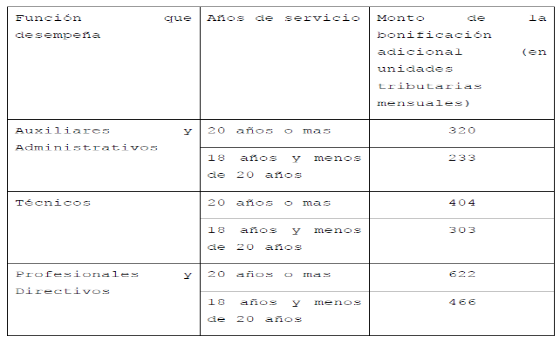 Función que
desempeña
Años de servicio
Monto de la
bonificación
adicional (en
unidades
tributarias
mensuales)
Auxiliares y
Administrativos
20 años o mas
320
18 años y menos
de 20 años
233
Técnicos
20 años o mas
404
18 años y menos
de 20 años
303
Profesionales y
Directivos
20 años o mas
622
18 años y menos
de 20 años
466